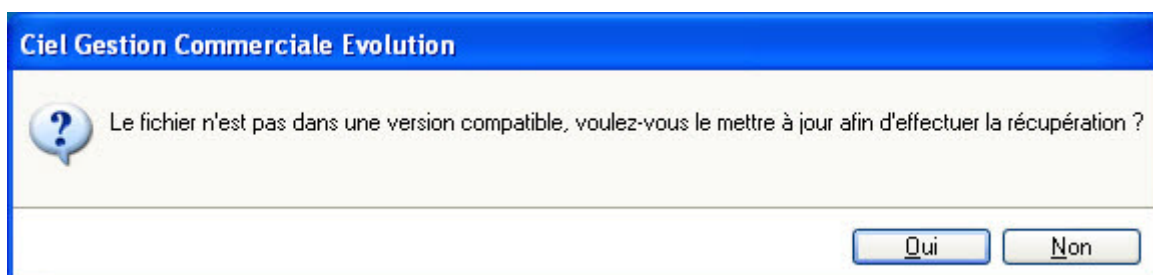 Ciel Gestion Commerciale Evolution
Le fichier n'est pas dans une version compatible, voulez-vous le mettre à jour afin d'effectuer la récupération ?
Oui Non